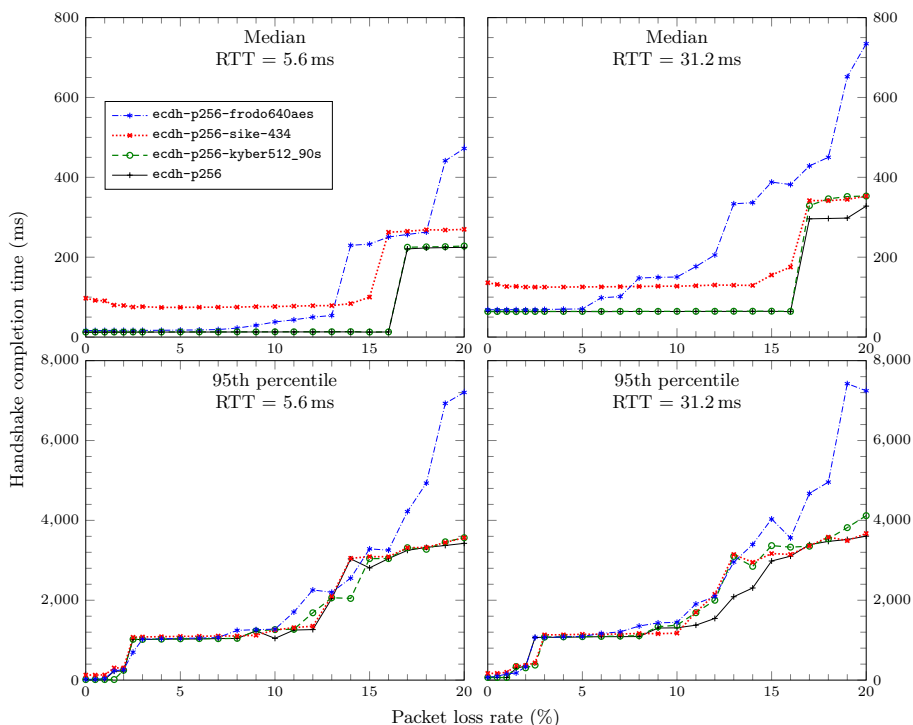 800
600
400
200
0
Median
RTT = 5.6 ms
ecdh-p256-frodo640aes
ecdh-p256-sike-434
ecdh-p256-kyber512_90s
ecdh-p256
0
5
10
15
20
Median
RTT = 31.2 ms
800
600
400
200
0
0
5
10
15
20
Handshake completion time (ms)
8,000
6,000
4,000
2,000
0
95th percentile
RTT = 5.6 ms
0
5
10
15
20
95th percentile
RTT = 31.2 ms
8,000
6,000
4,000
2,000
0
0
5
10
15
20
Packet loss rate (%)